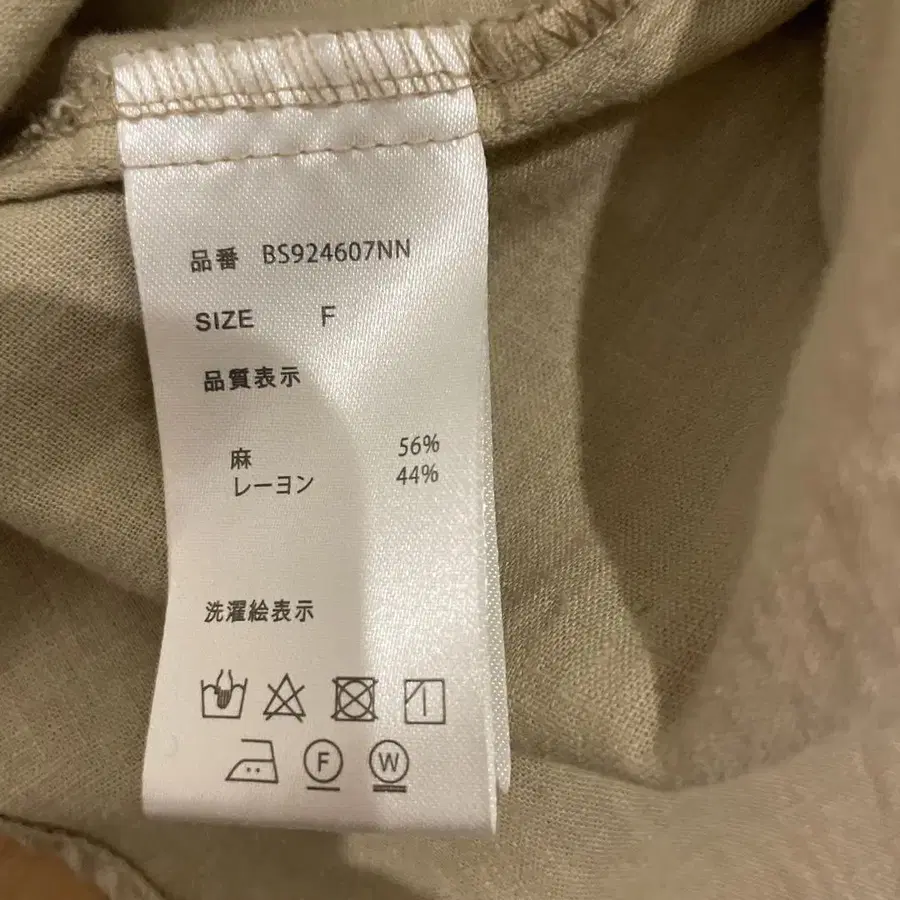 品番 BS924607NN
SIZE F
品質表示
麻 56%
レーヨン 44%
洗濯絵表示
F W